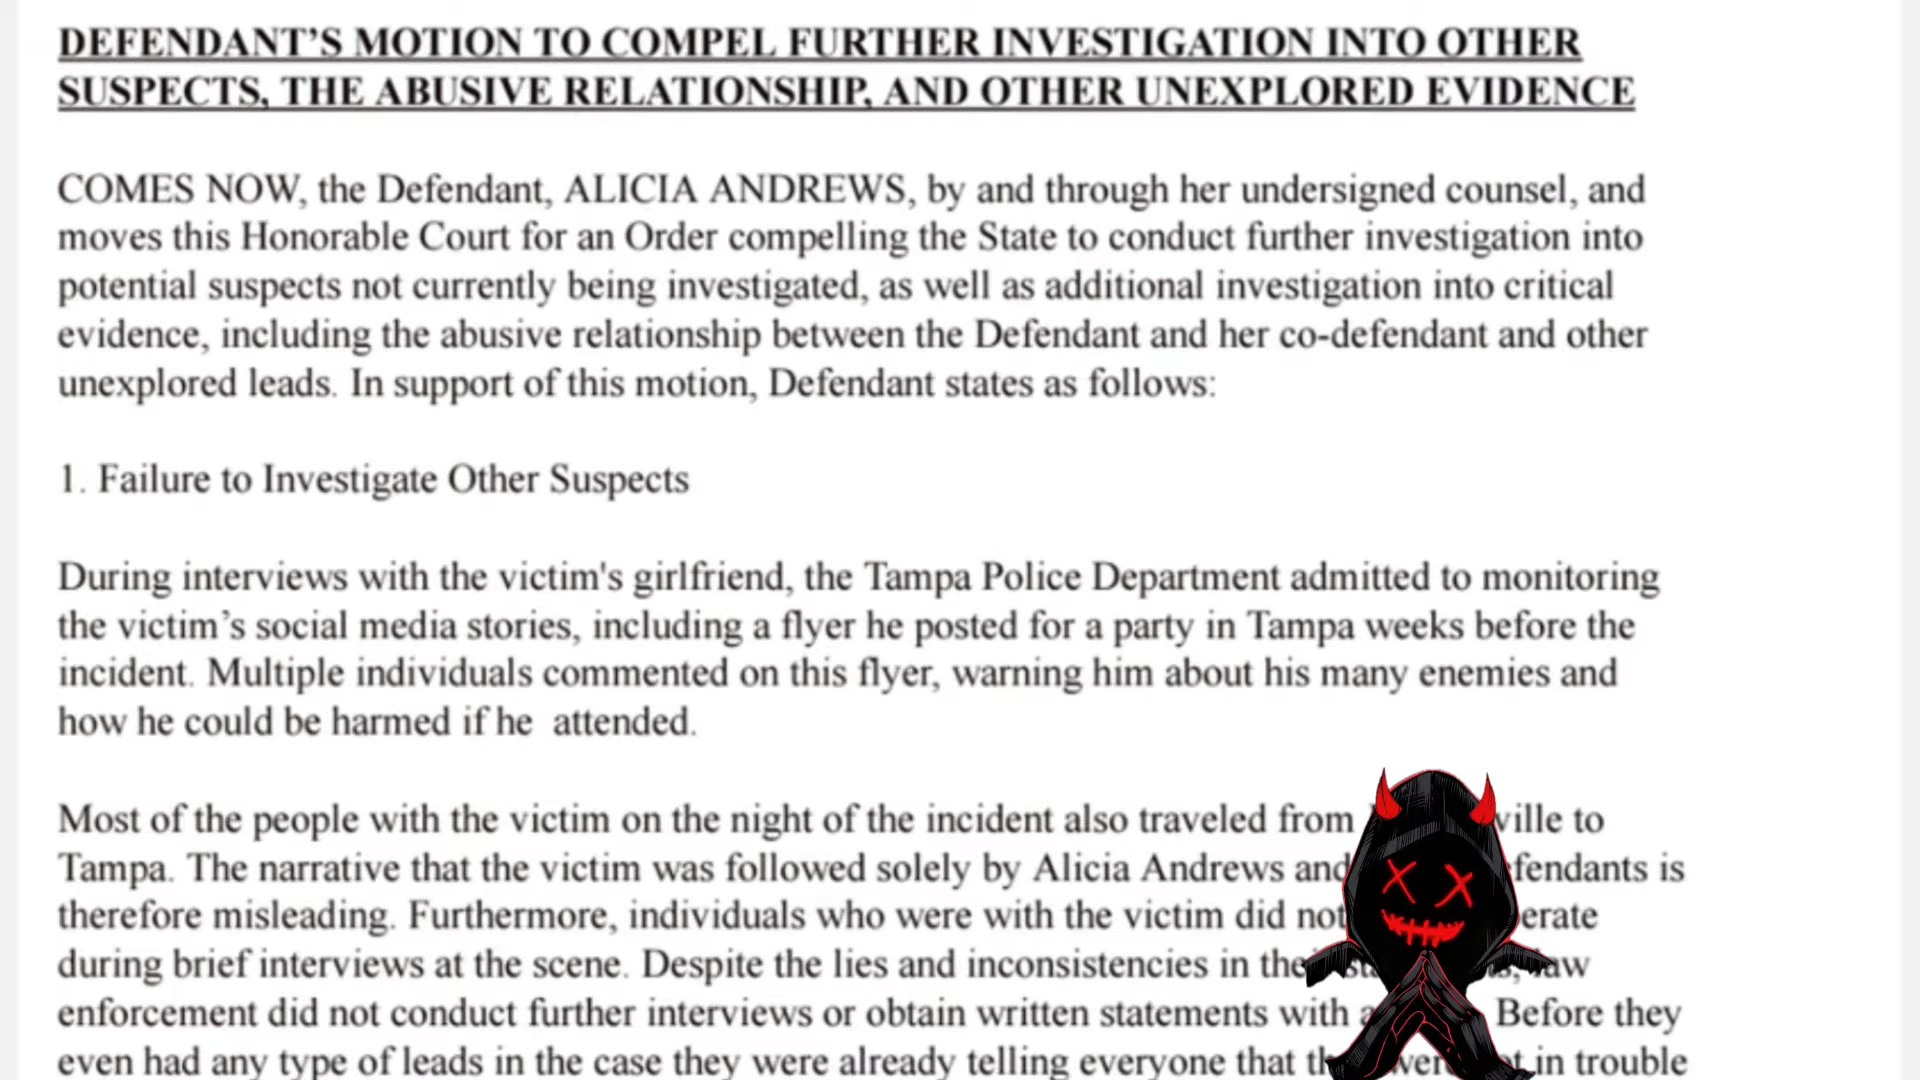 DEFENDANT’S MOTION TO COMPEL FURTHER INVESTIGATION INTO OTHER
SUSPECTS, THE ABUSIVE RELATIONSHIP, AND OTHER UNEXPLORED EVIDENCE
COMES NOW, the Defendant, ALICIA ANDREWS, by and through her undersigned counsel, and
moves this Honorable Court for an Order compelling the State to conduct further investigation into
potential suspects not currently being investigated, as well as additional investigation into critical
evidence, including the abusive relationship between the Defendant and her co-defendant and other
unexplored leads. In support of this motion, Defendant states as follows:
1. Failure to Investigate Other Suspects
During interviews with the victim's girlfriend, the Tampa Police Department admitted to monitoring
the victim’s social media stories, including a flyer he posted for a party in Tampa weeks before the
incident. Multiple individuals commented on this flyer, warning him about his many enemies and
how he could be harmed if he attended.
Most of the people with the victim on the night of the incident also traveled from ville to
Tampa. The narrative that the victim was followed solely by Alicia Andrews and fendants is
therefore misleading. Furthermore, individuals who were with the victim did not erate
during brief interviews at the scene. Despite the lies and inconsistencies in the law
enforcement did not conduct further interviews or obtain written statements with Before they
even had any type of leads in the case they were already telling everyone that in trouble